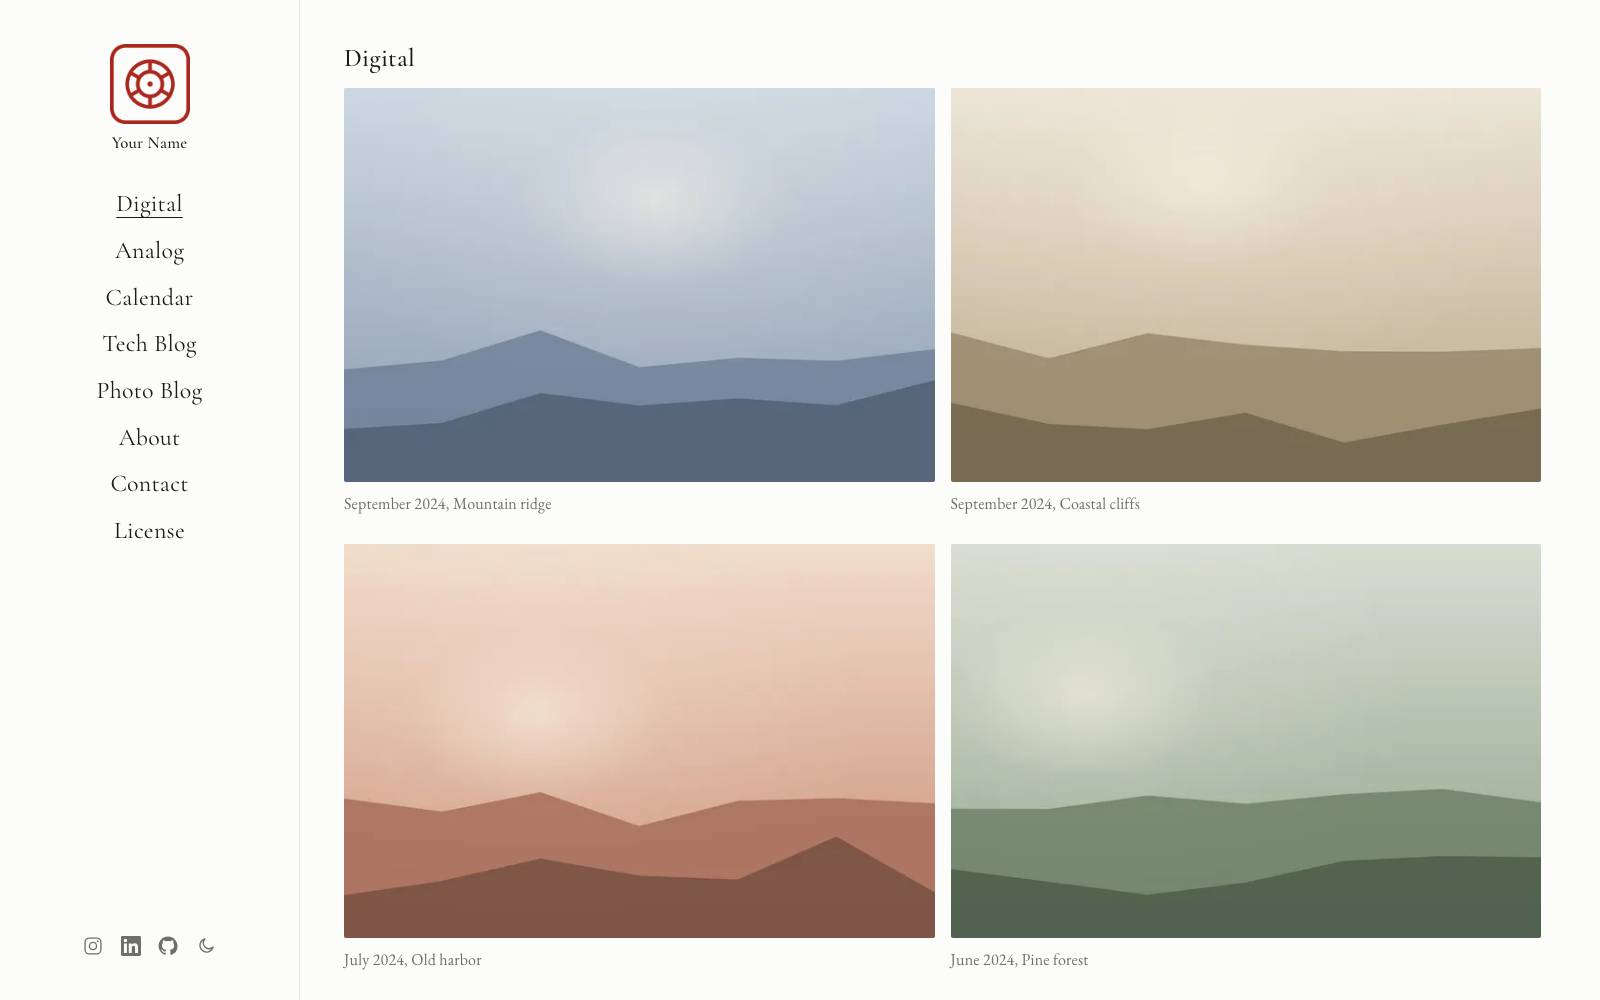 Your Name
Digital
Analog
Calendar
Tech Blog
Photo Blog
About
Contact
License
Digital
September 2024, Mountain ridge
September 2024, Coastal cliffs
July 2024, Old harbor
June 2024, Pine forest